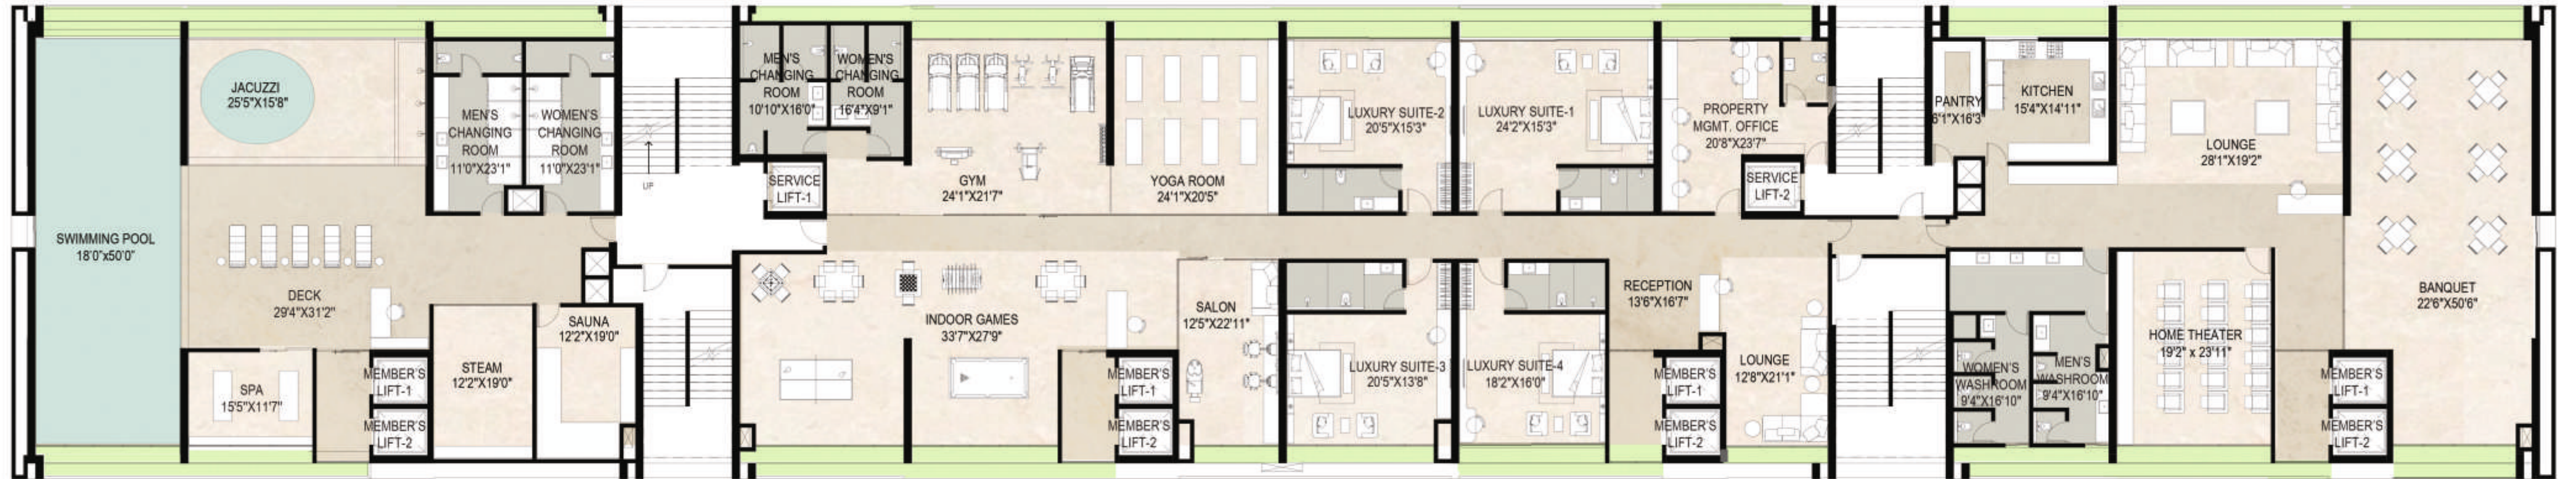 JACUZZI
25'5"X15'8"
SWIMMING POOL
18'0"x50'0"
DECK
29'4"X31'2"
SPA
15'5"X11'7"
MEMBER'S
LIFT-1
MEMBER'S
LIFT-2
MEN'S
CHANGING
ROOM
11'0"X23'1"
WOMEN'S
CHANGING
ROOM
11'0"X23'1"
STEAM
12'2"X19'0"
SAUNA
12'2"X19'0"
UP
MEN'S
CHANGING
ROOM
10'10"X16'0"
WOMEN'S
CHANGING
ROOM
16'4"X9'1"
SERVICE
LIFT-1
GYM
24'1"X21'7"
YOGA ROOM
24'1"X20'5"
INDOOR GAMES
33'7"X27'9"
MEMBER'S
LIFT-1
MEMBER'S
LIFT-2
SALON
12'5"X22'11"
LUXURY SUITE-2
20'5"X15'3"
LUXURY SUITE-1
24'2"X15'3"
LUXURY SUITE-3
20'5"X13'8"
LUXURY SUITE-4
18'2"X16'0"
PROPERTY
MGMT. OFFICE
20'8"X23'7"
SERVICE
LIFT-2
RECEPTION
13'6"X16'7"
MEMBER'S
LIFT-1
MEMBER'S
LIFT-2
LOUNGE
12'8"X21'1"
PANTRY
6'1"X16'3"
KITCHEN
15'4"X14'11"
LOUNGE
28'1"X19'2"
WOMEN'S
WASHROOM
9'4"X16'10"
MEN'S
WASHROOM
9'4"X16'10"
HOME THEATER
19'2" x 23'11"
MEMBER'S
LIFT-1
MEMBER'S
LIFT-2
BANQUET
22'6"X50'6"